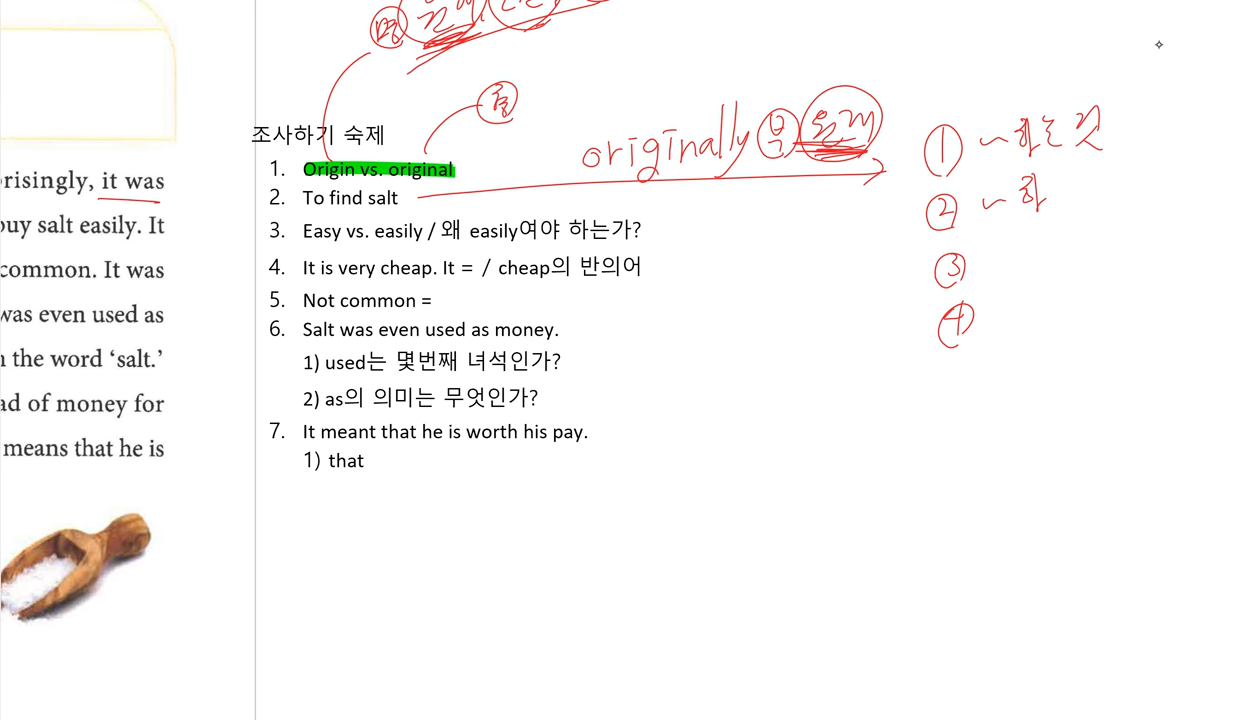 명
형
originally 부 원래
① ~하는 것
② ~하
③
④
조사하기 숙제
1. Origin vs. original
2. To find salt
3. Easy vs. easily / 왜 easily여야 하는가?
4. It is very cheap. It = / cheap의 반의어
5. Not common =
6. Salt was even used as money.
1) used는 몇번째 녀석인가?
2) as의 의미는 무엇인가?
7. It meant that he is worth his pay.
1) that
risingly, it was
buy salt easily. It
common. It was
was even used as
the word ‘salt.’
ad of money for
means that he is